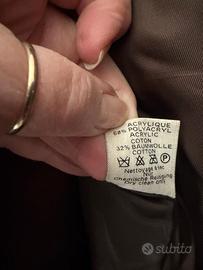 ACRYLIQUE
68% POLYACRYL
ACRYLIC
COTON
32% BAUMWOLLE
COTTON
Nettoyage à sec
Chemische Reinigung
Dry clean only
subito